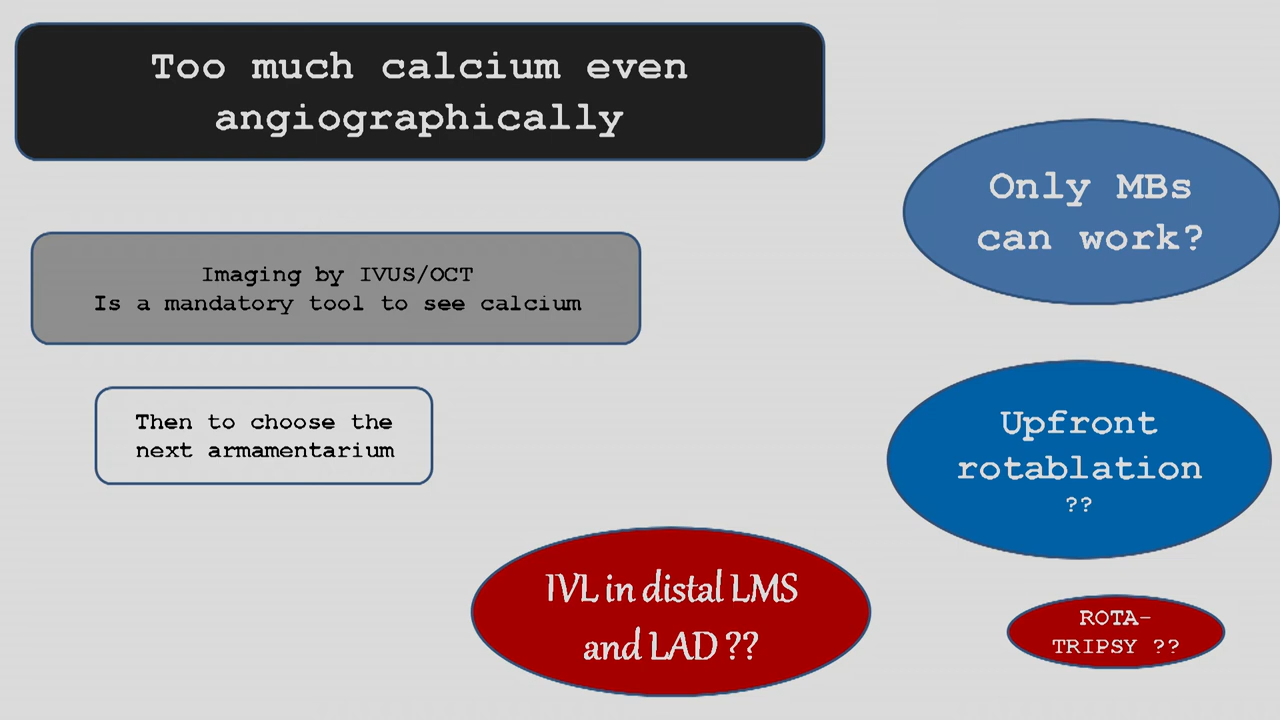 Too much calcium even
angiographically
Only MBs
can work?
Imaging by IVUS/OCT
Is a mandatory tool to see calcium
Then to choose the
next armamentarium
Upfront
rotablation
??
IVL in distal LMS
and LAD ??
ROTA-
TRIPSY ??